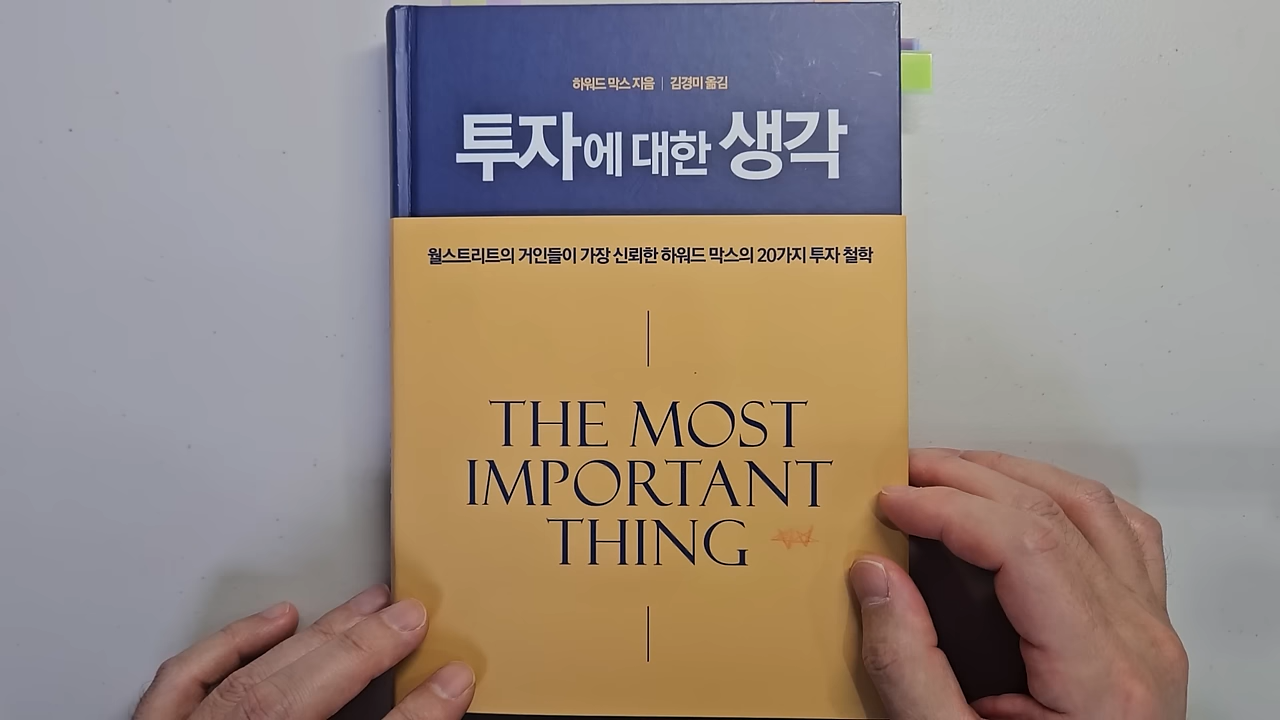 하워드 막스 지음 | 김경미 옮김
투자에 대한 생각
월스트리트의 거인들이 가장 신뢰한 하워드 막스의 20가지 투자 철학
THE MOST
IMPORTANT
THING